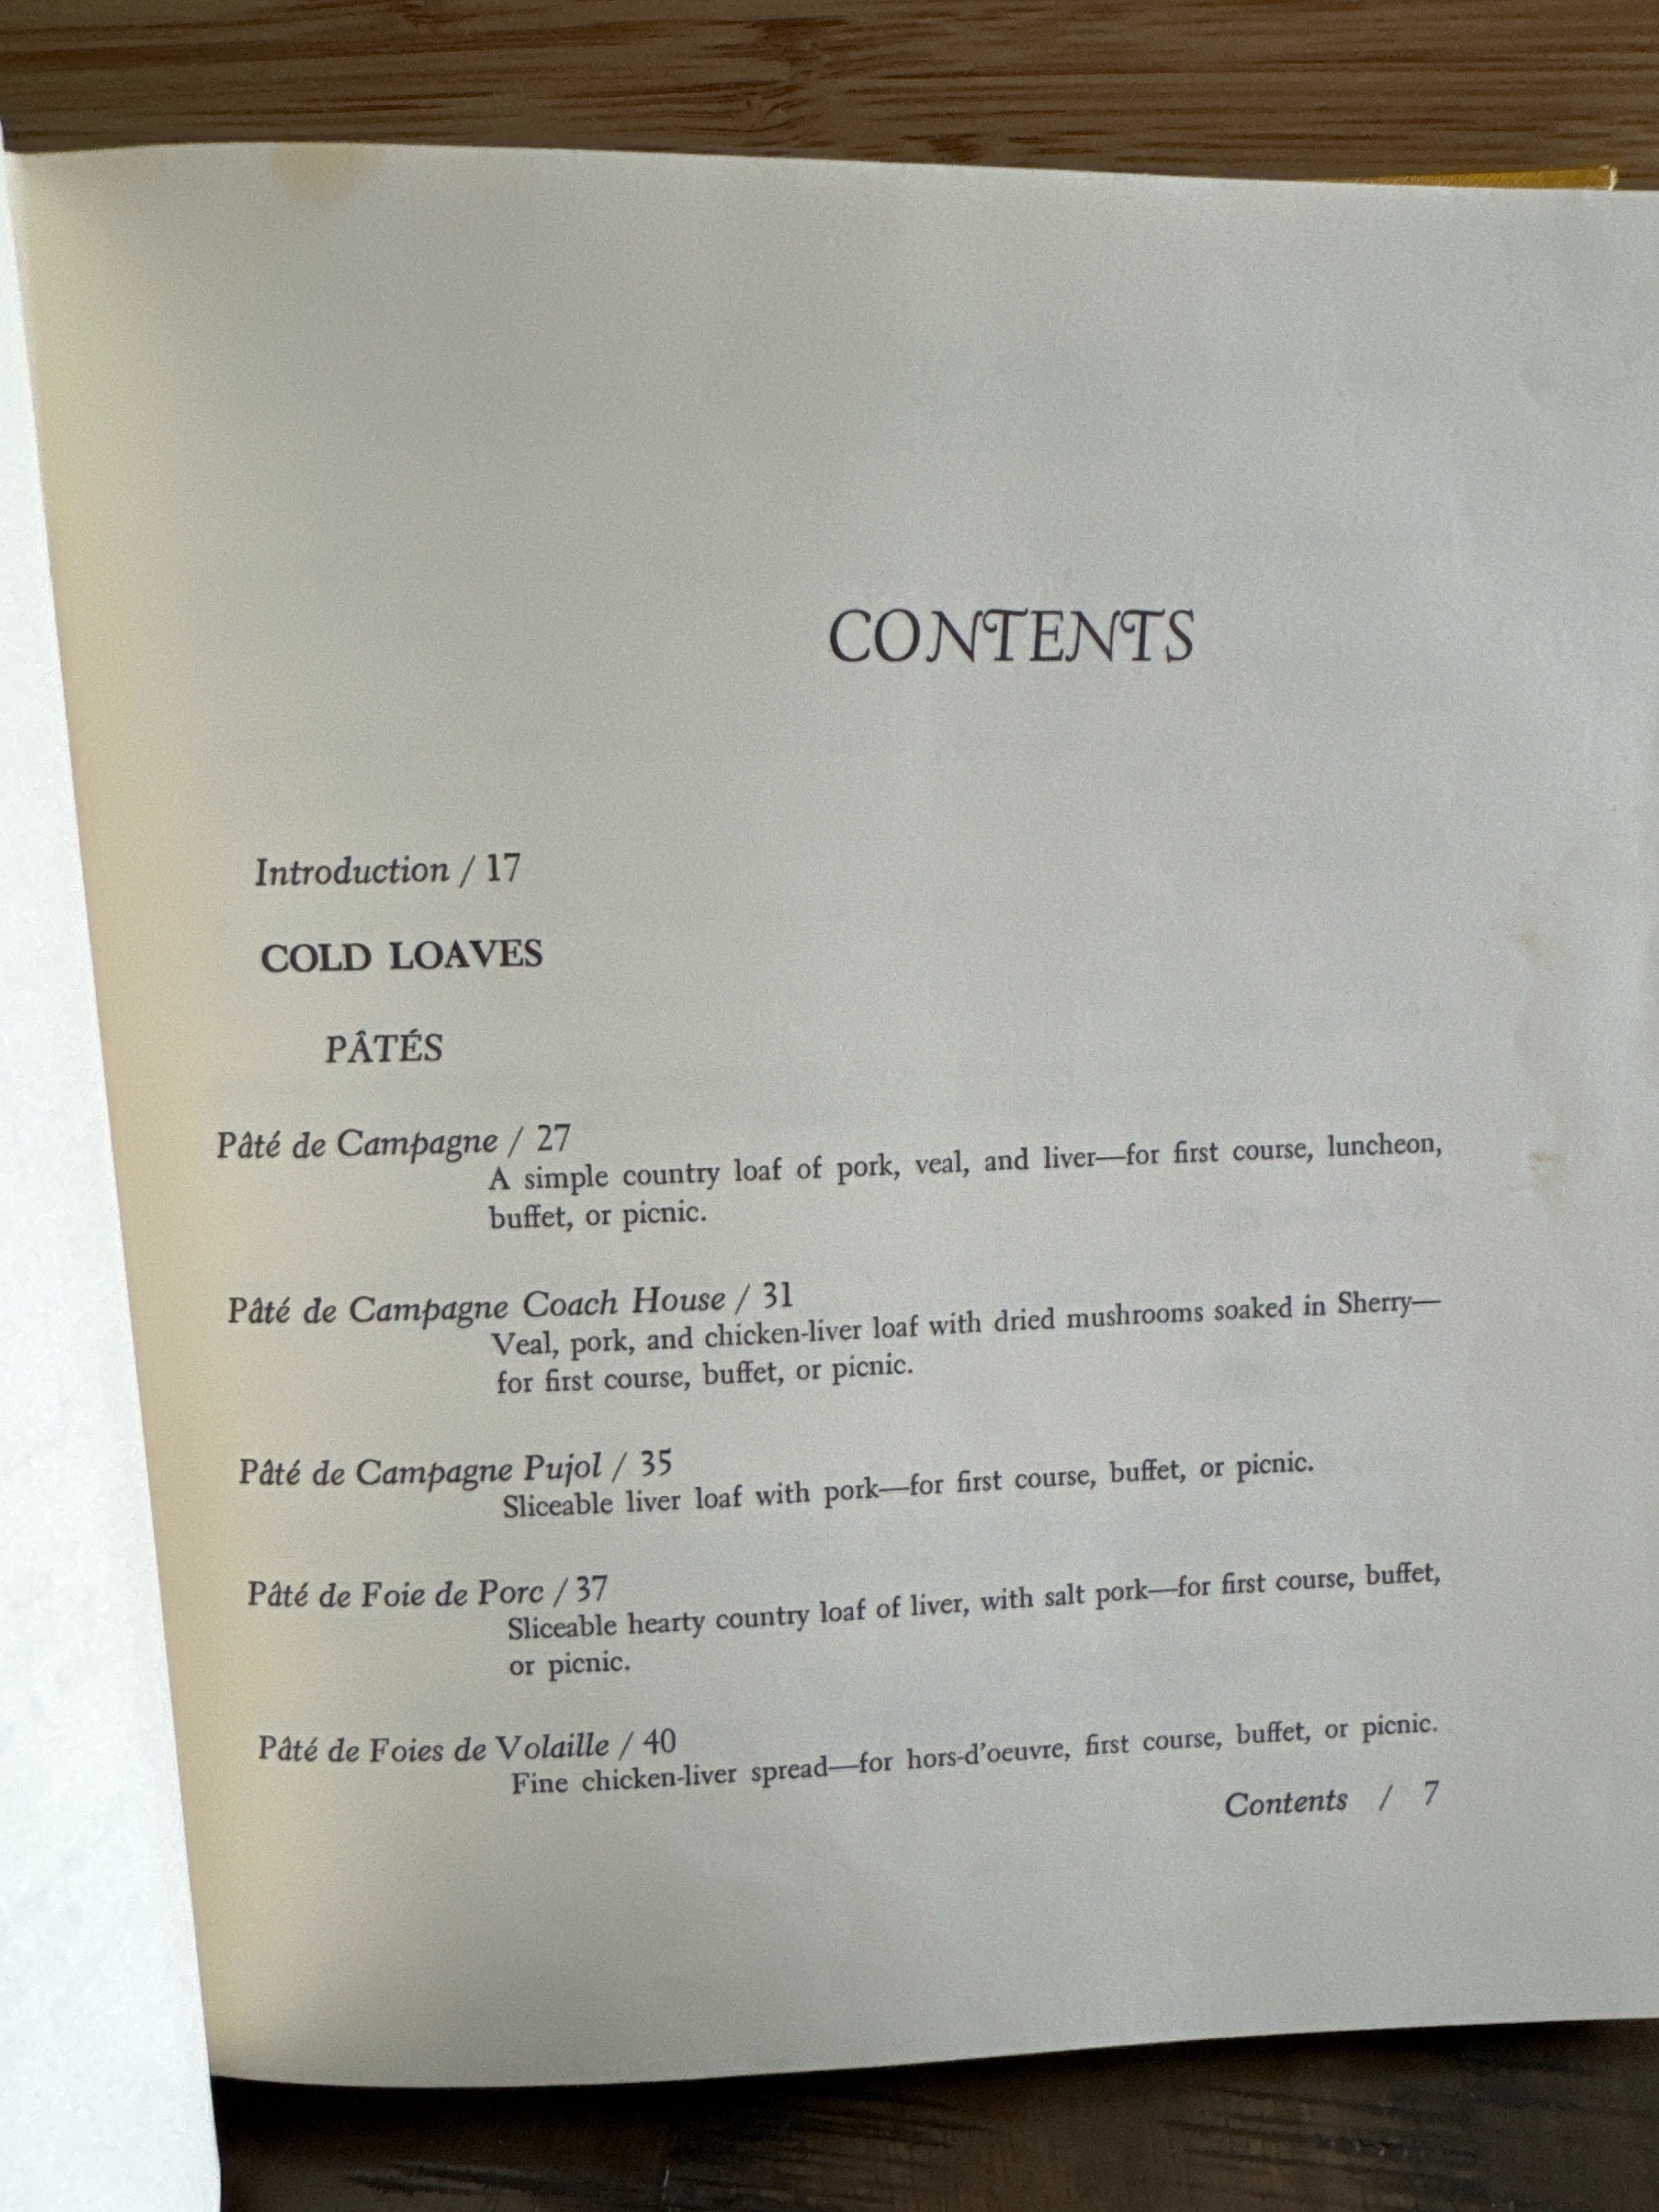 CONTENTS
Introduction / 17
COLD LOAVES
PÂTÉS
Pâté de Campagne / 27
A simple country loaf of pork, veal, and liver—for first course, luncheon,
buffet, or picnic.
Pâté de Campagne Coach House / 31
Veal, pork, and chicken-liver loaf with dried mushrooms soaked in Sherry—
for first course, buffet, or picnic.
Pâté de Campagne Pujol / 35
Sliceable liver loaf with pork—for first course, buffet, or picnic.
Pâté de Foie de Porc / 37
Sliceable hearty country loaf of liver, with salt pork—for first course, buffet,
or picnic.
Pâté de Foies de Volaille / 40
Fine chicken-liver spread—for hors-d'oeuvre, first course, buffet, or picnic.
Contents / 7